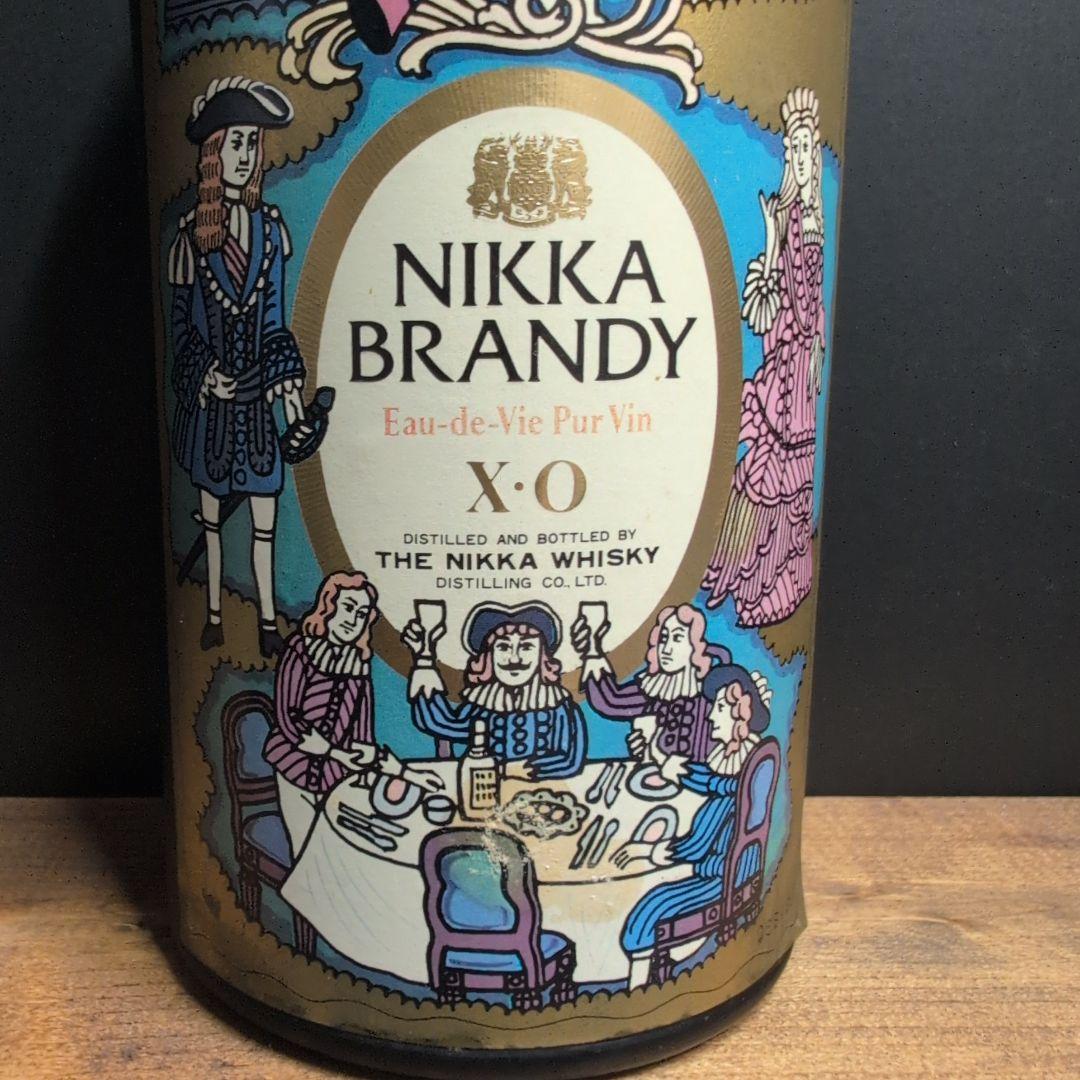 NIKKA
BRANDY
Eau-de-Vie Pur Vin
X·O
DISTILLED AND BOTTLED BY
THE NIKKA WHISKY
DISTILLING CO., LTD.